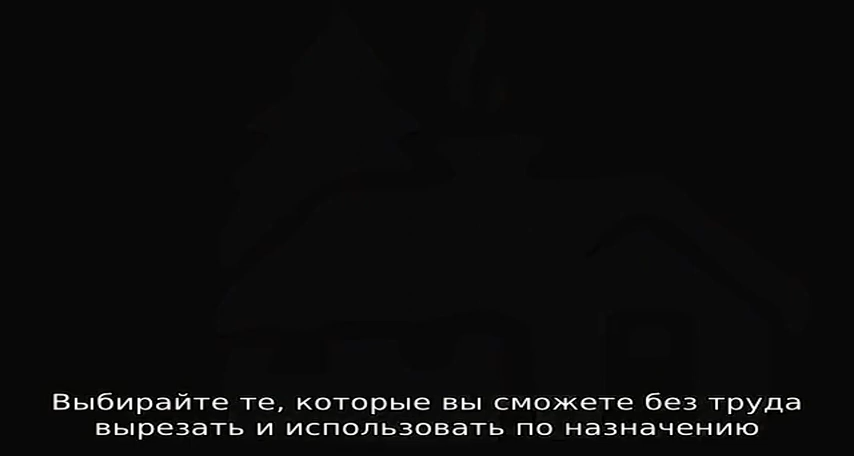 Выбирайте те, которые вы сможете без труда
вырезать и использовать по назначению